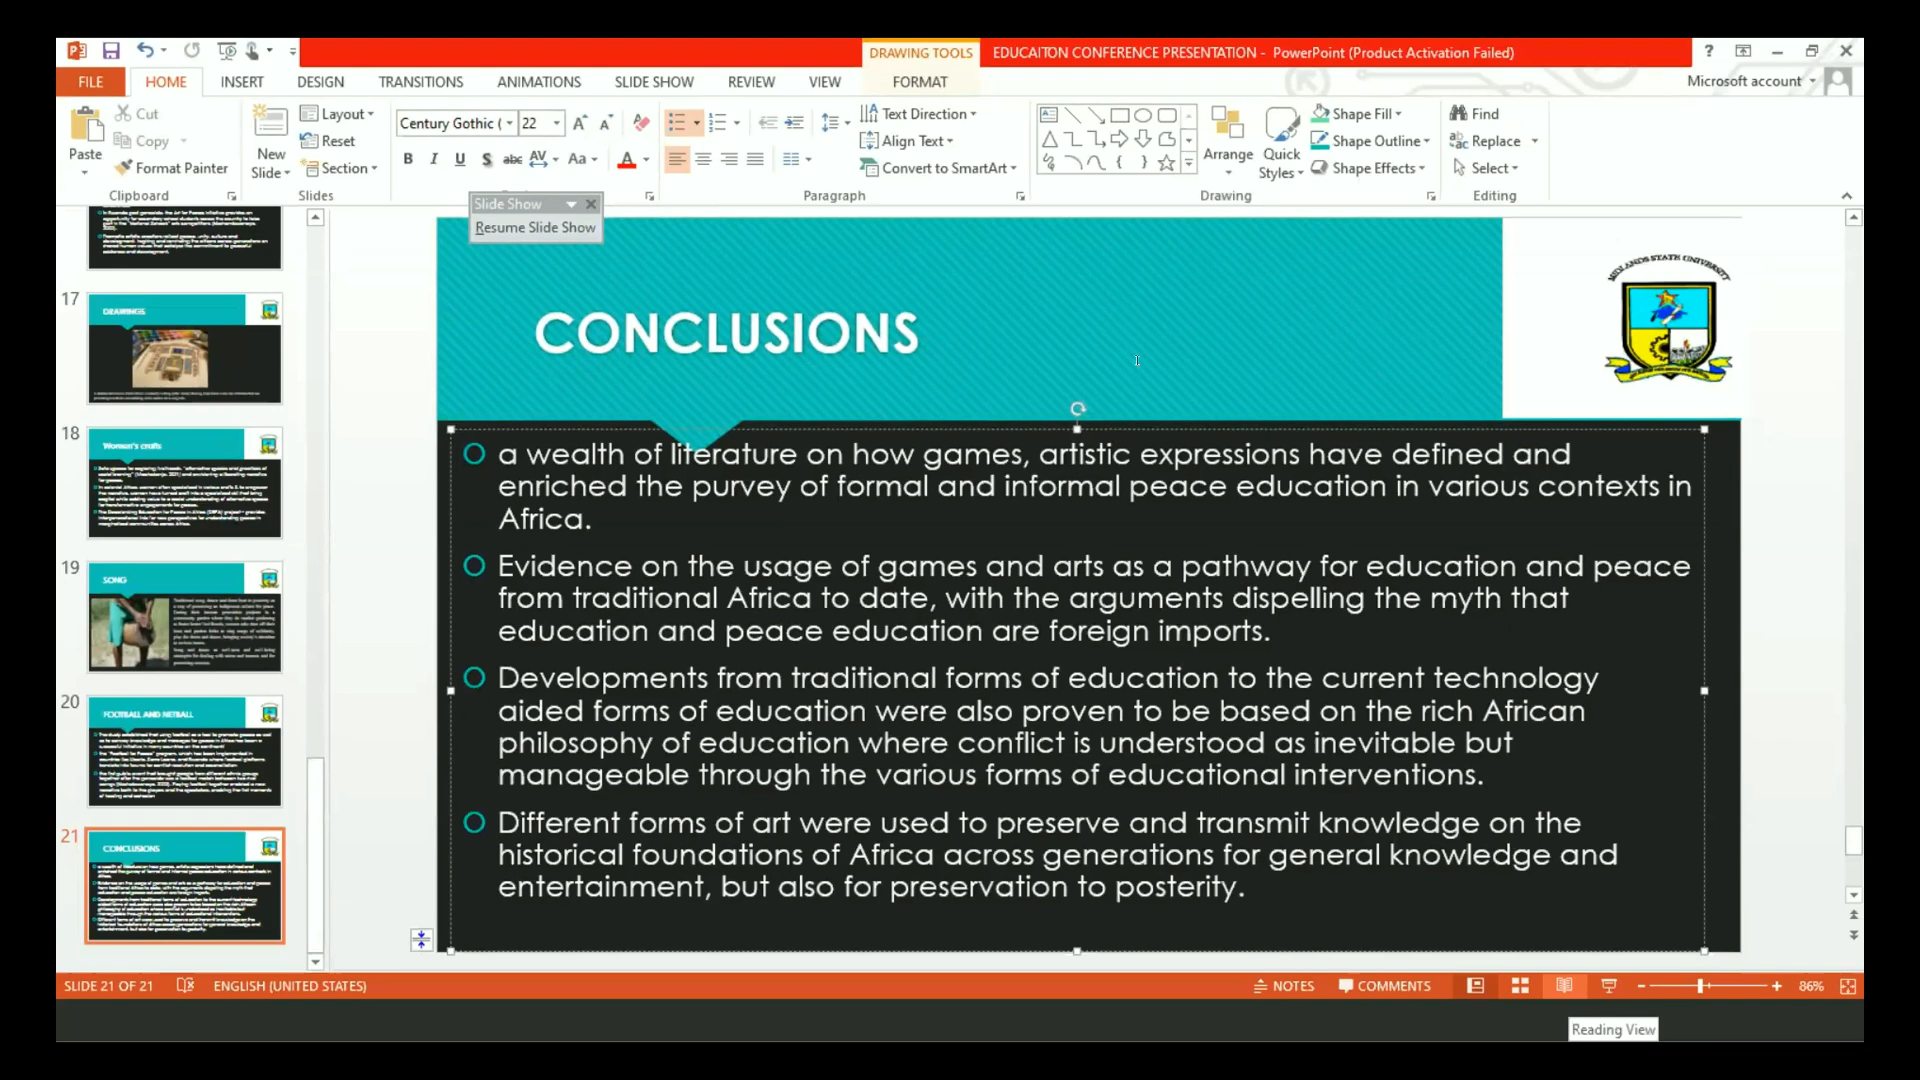 DRAWING TOOLS
EDUCAITON CONFERENCE PRESENTATION - PowerPoint (Product Activation Failed)
FILE HOME INSERT DESIGN TRANSITIONS ANIMATIONS SLIDE SHOW REVIEW VIEW FORMAT
Microsoft account
Paste
Cut
Copy
Format Painter
Clipboard
New Slide
Layout
Reset
Section
Slides
Century Gothic ( 22
Text Direction
Align Text
Convert to SmartArt
Paragraph
Arrange
Quick Styles
Shape Fill
Shape Outline
Shape Effects
Drawing
Find
Replace
Select
Editing
Slide Show
Resume Slide Show
17
DRAWINGS
18
Women's crafts
19
SONG
20
FOOTBALL AND NETBALL
21
CONCLUSIONS
CONCLUSIONS
MIDLANDS STATE UNIVERSITY
a wealth of literature on how games, artistic expressions have defined and
enriched the purvey of formal and informal peace education in various contexts in
Africa.
Evidence on the usage of games and arts as a pathway for education and peace
from traditional Africa to date, with the arguments dispelling the myth that
education and peace education are foreign imports.
Developments from traditional forms of education to the current technology
aided forms of education were also proven to be based on the rich African
philosophy of education where conflict is understood as inevitable but
manageable through the various forms of educational interventions.
Different forms of art were used to preserve and transmit knowledge on the
historical foundations of Africa across generations for general knowledge and
entertainment, but also for preservation to posterity.
SLIDE 21 OF 21 ENGLISH (UNITED STATES) NOTES COMMENTS 86%
Reading View